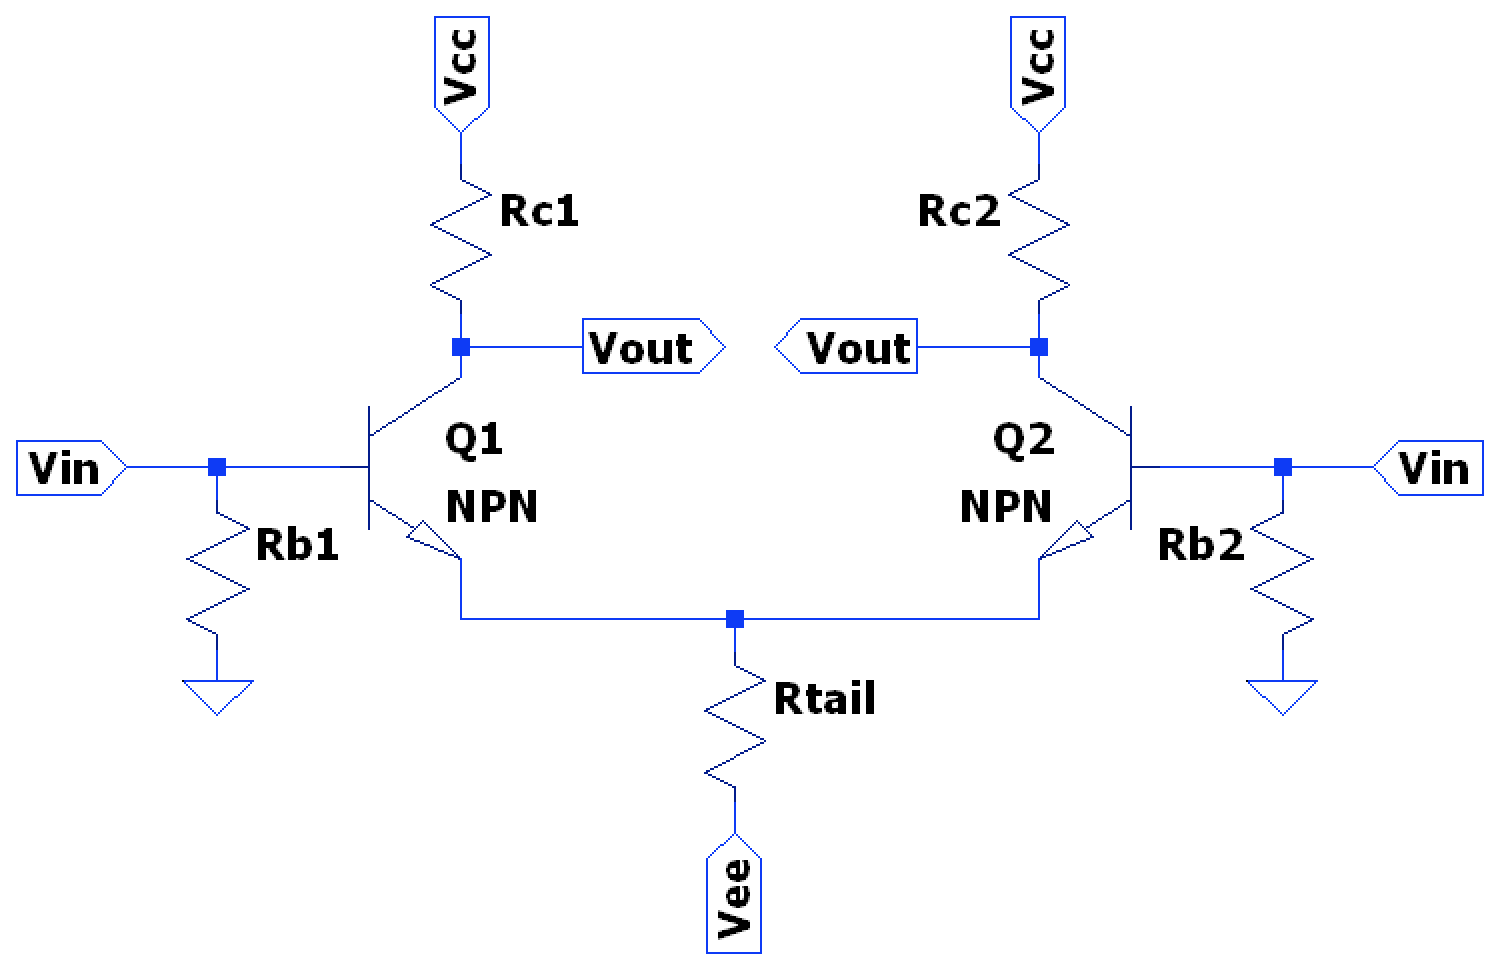 Vcc
Vcc
Rc1
Rc2
Vout
Vout
Q1
Q2
Vin
Vin
NPN
NPN
Rb1
Rb2
Rtail
Vee